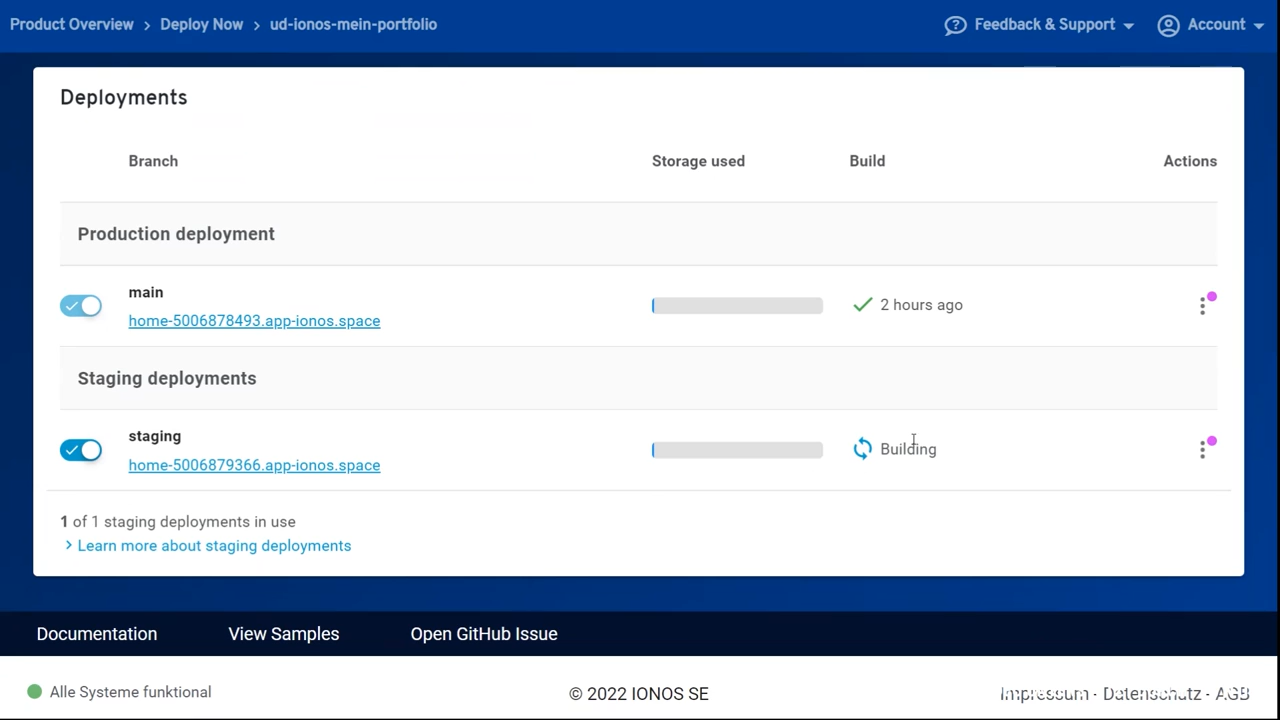 Product Overview > Deploy Now > ud-ionos-mein-portfolio
Feedback & Support
Account
Deployments
Branch
Storage used
Build
Actions
Production deployment
main
home-5006878493.app-ionos.space
2 hours ago
Staging deployments
staging
home-5006879366.app-ionos.space
Building
1 of 1 staging deployments in use
> Learn more about staging deployments
Documentation
View Samples
Open GitHub Issue
Alle Systeme funktional
© 2022 IONOS SE
Impressum · Datenschutz · AGB